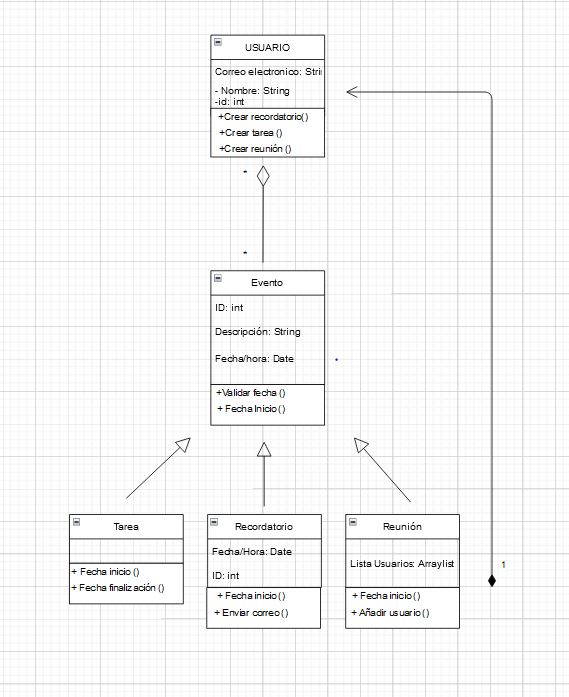 USUARIO
Correo electronico: Stri
- Nombre: String
-id: int
+Crear recordatorio()
+Crear tarea ()
+Crear reunión ()
*
*
Evento
ID: int
Descripción: String
Fecha/hora: Date
+Validar fecha ()
+ Fecha Inicio ()
Tarea
+ Fecha inicio ()
+ Fecha finalización ()
Recordatorio
Fecha/Hora: Date
ID: int
+ Fecha inicio ()
+ Enviar correo ()
Reunión
Lista Usuarios: Arraylist
+ Fecha inicio ()
+ Añadir usuario ()
1